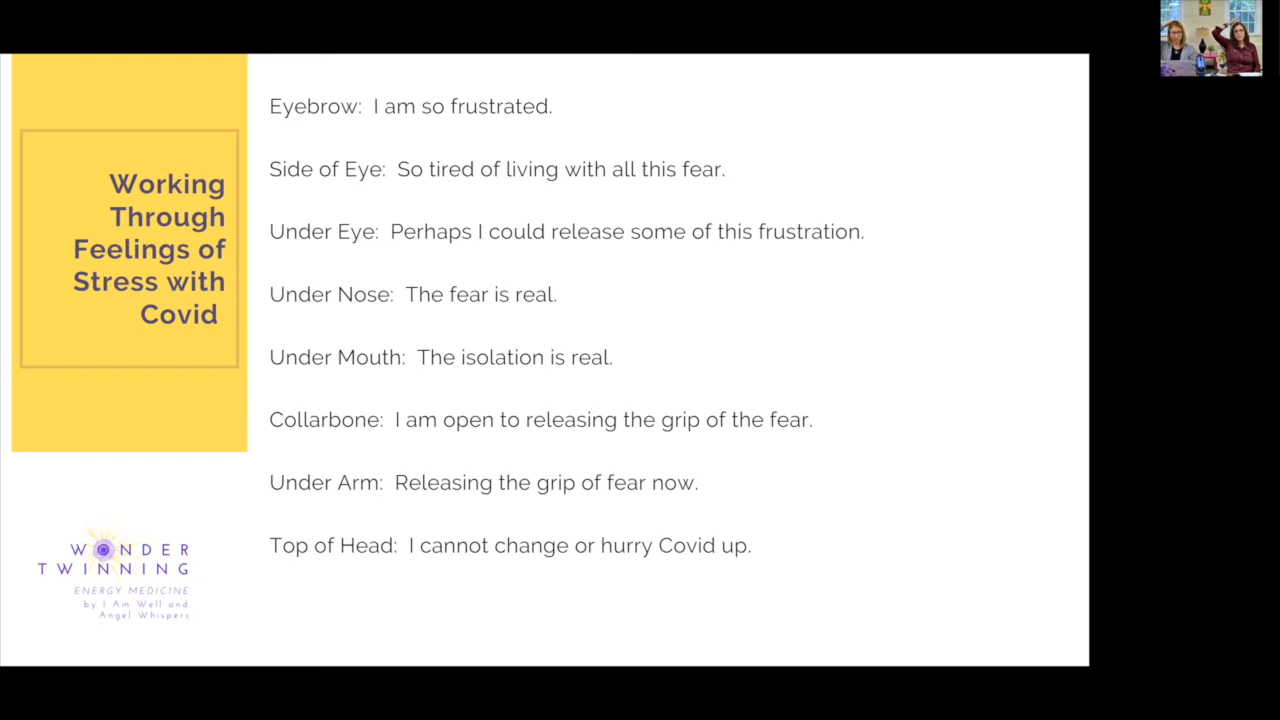 Working
Through
Feelings of
Stress with
Covid
Eyebrow: I am so frustrated.
Side of Eye: So tired of living with all this fear.
Under Eye: Perhaps I could release some of this frustration.
Under Nose: The fear is real.
Under Mouth: The isolation is real.
Collarbone: I am open to releasing the grip of the fear.
Under Arm: Releasing the grip of fear now.
Top of Head: I cannot change or hurry Covid up.
WONDER
TWINNING
ENERGY MEDICINE
by I Am Well and
Angel Whispers